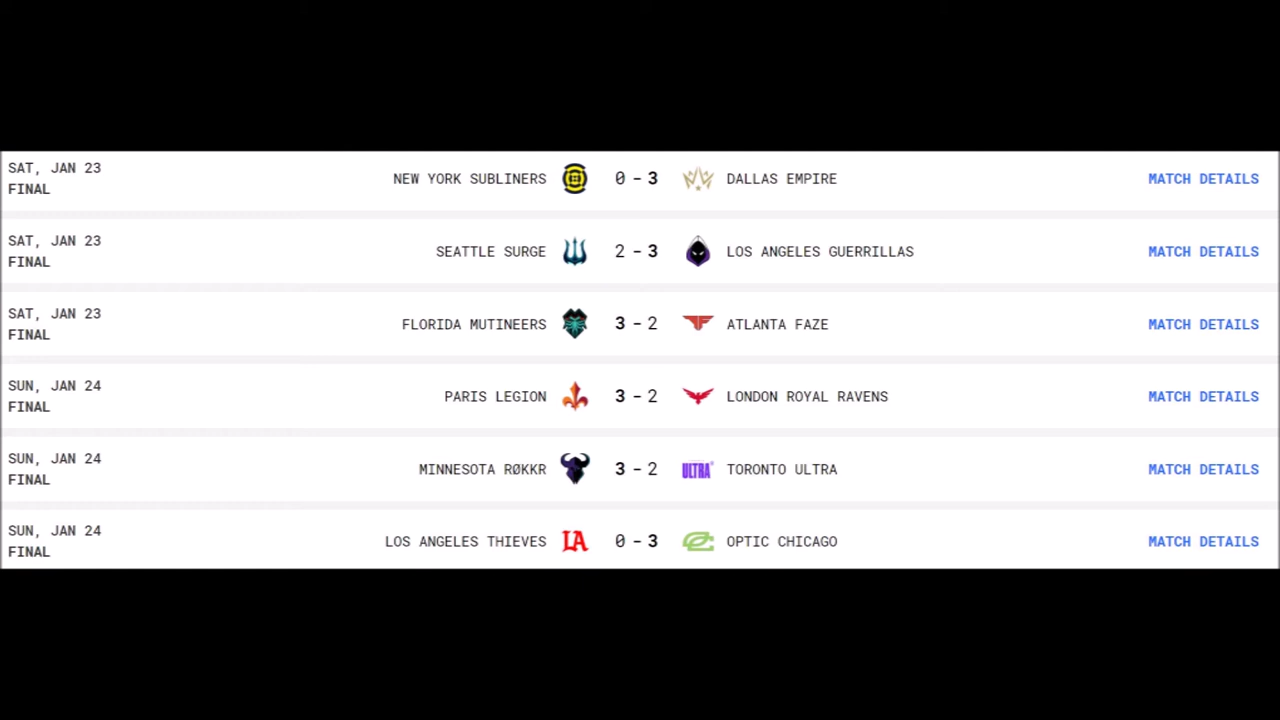 SAT, JAN 23
FINAL
NEW YORK SUBLINERS 0 - 3 DALLAS EMPIRE MATCH DETAILS
SAT, JAN 23
FINAL
SEATTLE SURGE 2 - 3 LOS ANGELES GUERRILLAS MATCH DETAILS
SAT, JAN 23
FINAL
FLORIDA MUTINEERS 3 - 2 ATLANTA FAZE MATCH DETAILS
SUN, JAN 24
FINAL
PARIS LEGION 3 - 2 LONDON ROYAL RAVENS MATCH DETAILS
SUN, JAN 24
FINAL
MINNESOTA RØKKR 3 - 2 ULTRA TORONTO ULTRA MATCH DETAILS
SUN, JAN 24
FINAL
LOS ANGELES THIEVES LA 0 - 3 OPTIC CHICAGO MATCH DETAILS